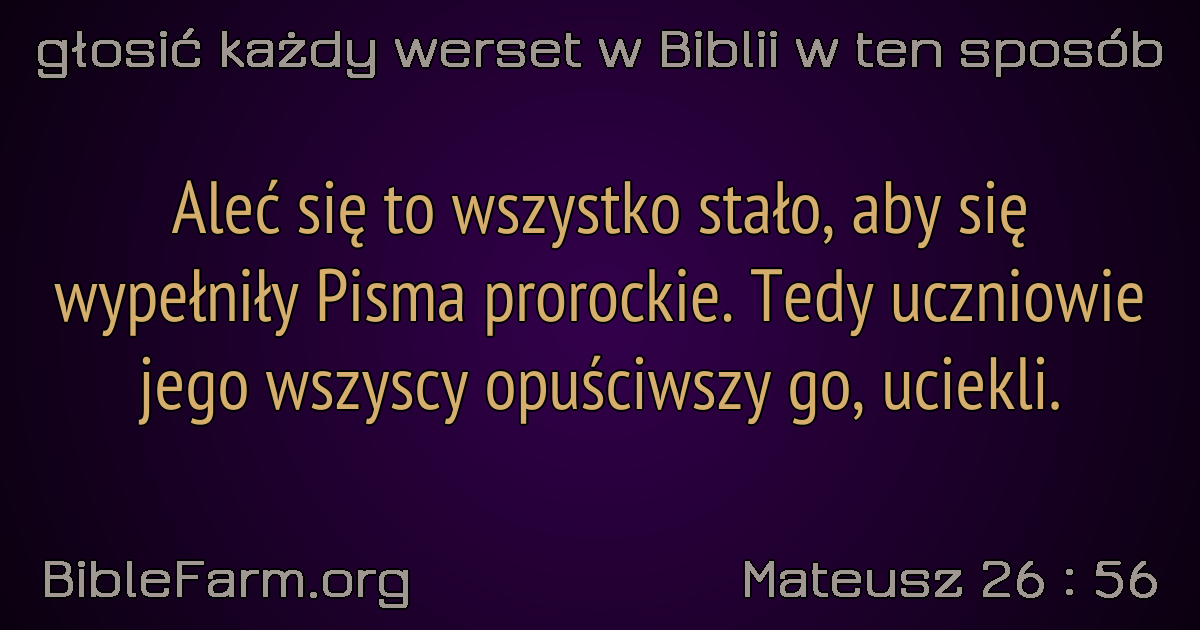 głosić każdy werset w Biblii w ten sposób
Aleć się to wszystko stało, aby się
wypełniły Pisma prorockie. Tedy uczniowie
jego wszyscy opuściwszy go, uciekli.
BibleFarm.org
Mateusz 26 : 56